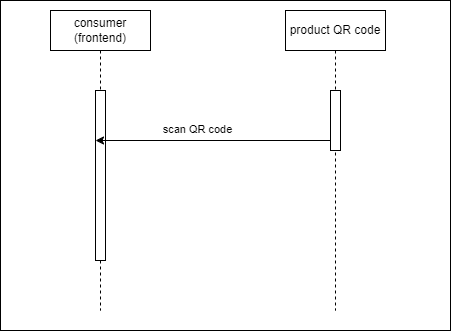 consumer
(frontend)
product QR code
scan QR code